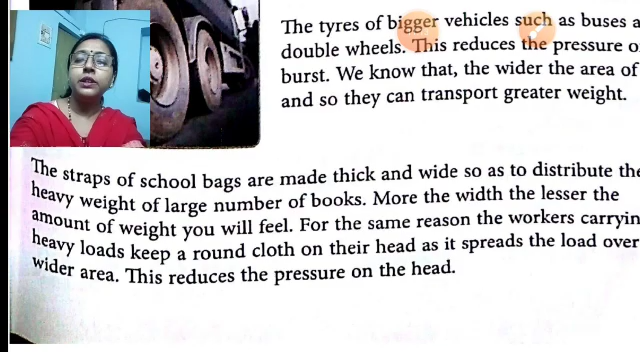 The tyres of bigger vehicles such as buses a
double wheels. This reduces the pressure o
burst. We know that, the wider the area of
and so they can transport greater weight.
The straps of school bags are made thick and wide so as to distribute the
heavy weight of large number of books. More the width the lesser the
amount of weight you will feel. For the same reason the workers carryin
heavy loads keep a round cloth on their head as it spreads the load over
wider area. This reduces the pressure on the head.